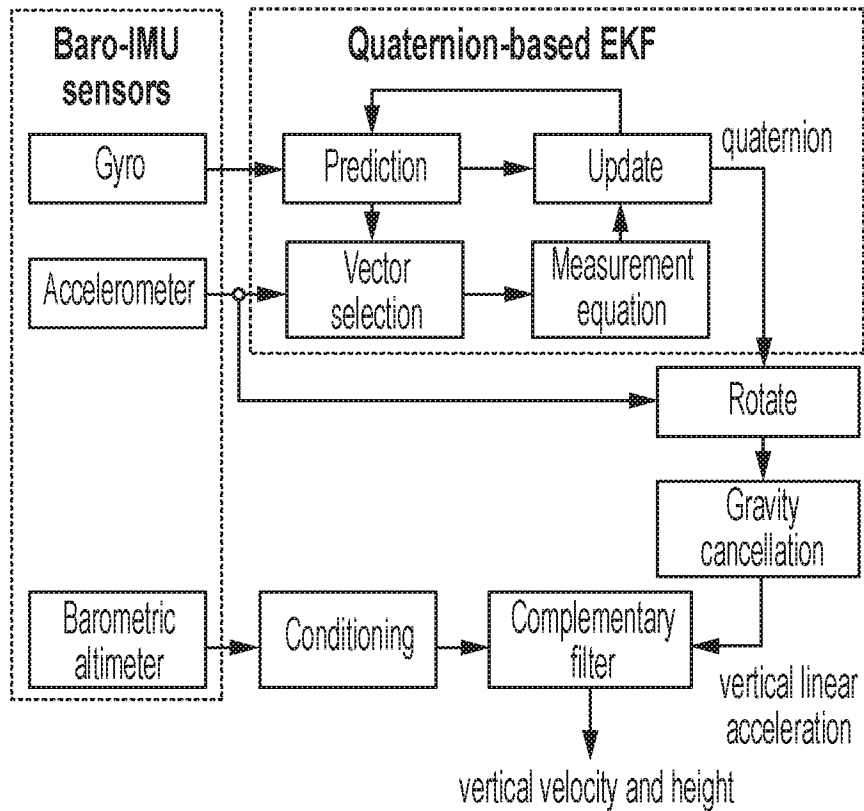 Baro-IMU
sensors
Quaternion-based EKF
Gyro
Prediction
Update
quaternion
Accelerometer
Vector
selection
Measurement
equation
Rotate
Gravity
cancellation
Barometric
altimeter
Conditioning
Complementary
filter
vertical linear
acceleration
vertical velocity and height